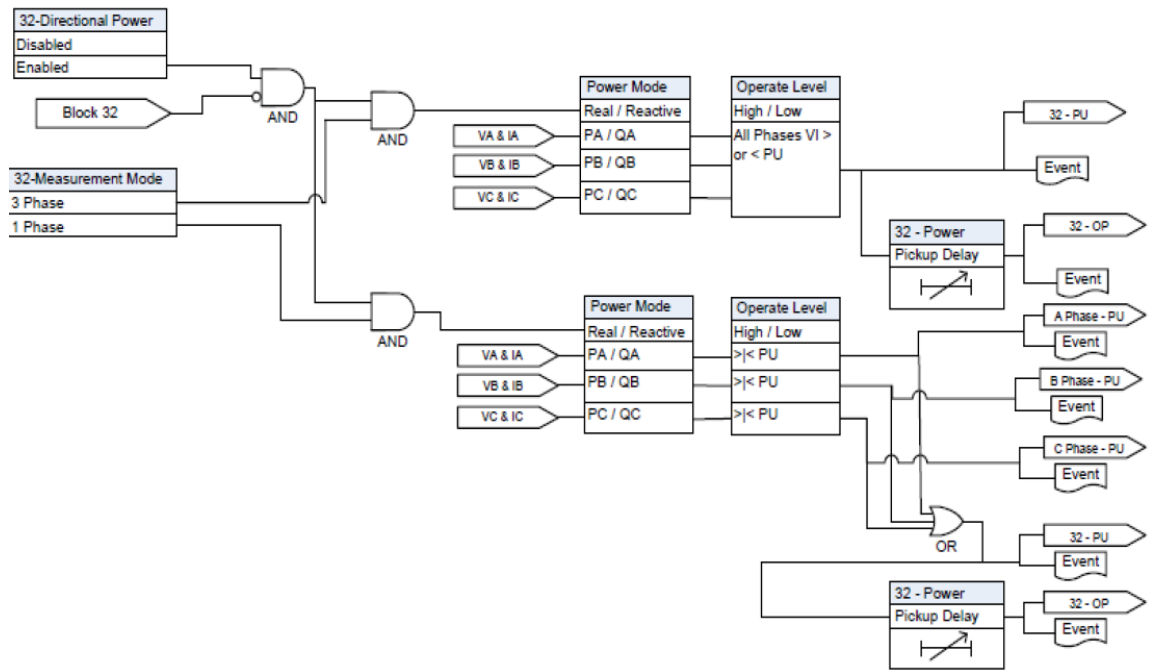 32-Directional Power
Disabled
Enabled
Block 32
AND
AND
32-Measurement Mode
3 Phase
1 Phase
Power Mode
Real / Reactive
VA & IA
PA / QA
VB & IB
PB / QB
VC & IC
PC / QC
Operate Level
High / Low
All Phases VI >
or < PU
32 - PU
Event
32 - Power
Pickup Delay
32 - OP
Event
AND
Power Mode
Real / Reactive
VA & IA
PA / QA
VB & IB
PB / QB
VC & IC
PC / QC
Operate Level
High / Low
>|< PU
>|< PU
>|< PU
A Phase - PU
Event
B Phase - PU
Event
C Phase - PU
Event
OR
32 - PU
Event
32 - Power
Pickup Delay
32 - OP
Event